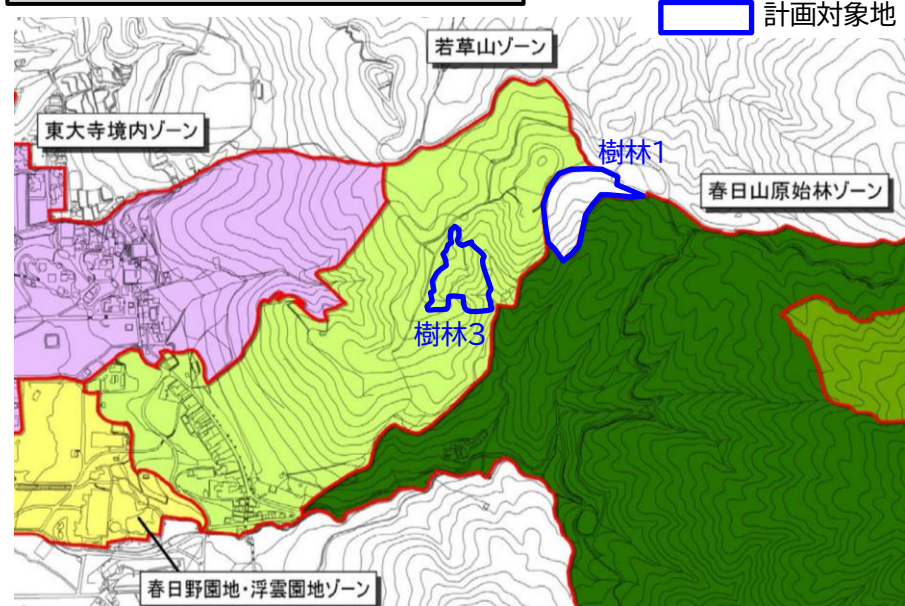 計画対象地
若草山ゾーン
東大寺境内ゾーン
樹林1
春日山原始林ゾーン
樹林3
春日野園地・浮雲園地ゾーン